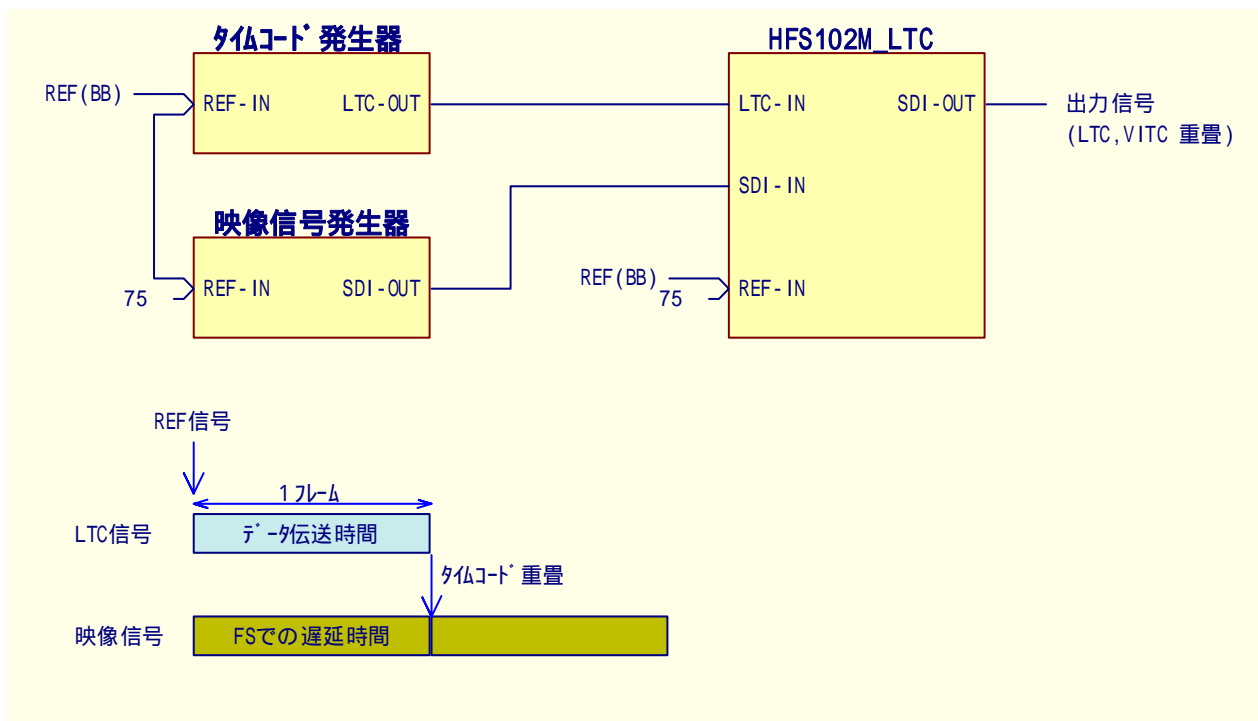 ﾀｲﾑｺｰﾄﾞ発生器
HFS102M_LTC
REF(BB)
REF-IN
LTC-OUT
LTC-IN
SDI-OUT
出力信号
(LTC,VITC 重畳)
SDI-IN
映像信号発生器
REF-IN
SDI-OUT
75
REF(BB)
75
REF-IN
REF信号
1ﾌﾚｰﾑ
LTC信号
ﾃﾞｰﾀ伝送時間
ﾀｲﾑｺｰﾄﾞ重畳
映像信号
FSでの遅延時間